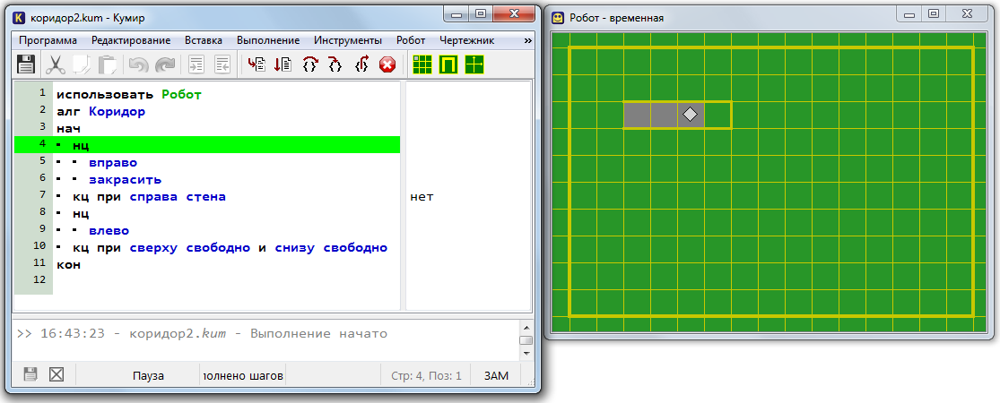 коридор2.kum - Кумир
Программа Редактирование Вставка Выполнение Инструменты Робот Чертежник »
1 использовать Робот
2 алг Коридор
3 нач
4 нц
5 вправо
6 закрасить
7 кц при справа стена нет
8 нц
9 влево
10 кц при сверху свободно и снизу свободно
11 кон
12
>> 16:43:23 - коридор2.kum - Выполнение начато
Пауза олнено шагов Стр: 4, Поз: 1 ЗАМ
Робот - временная